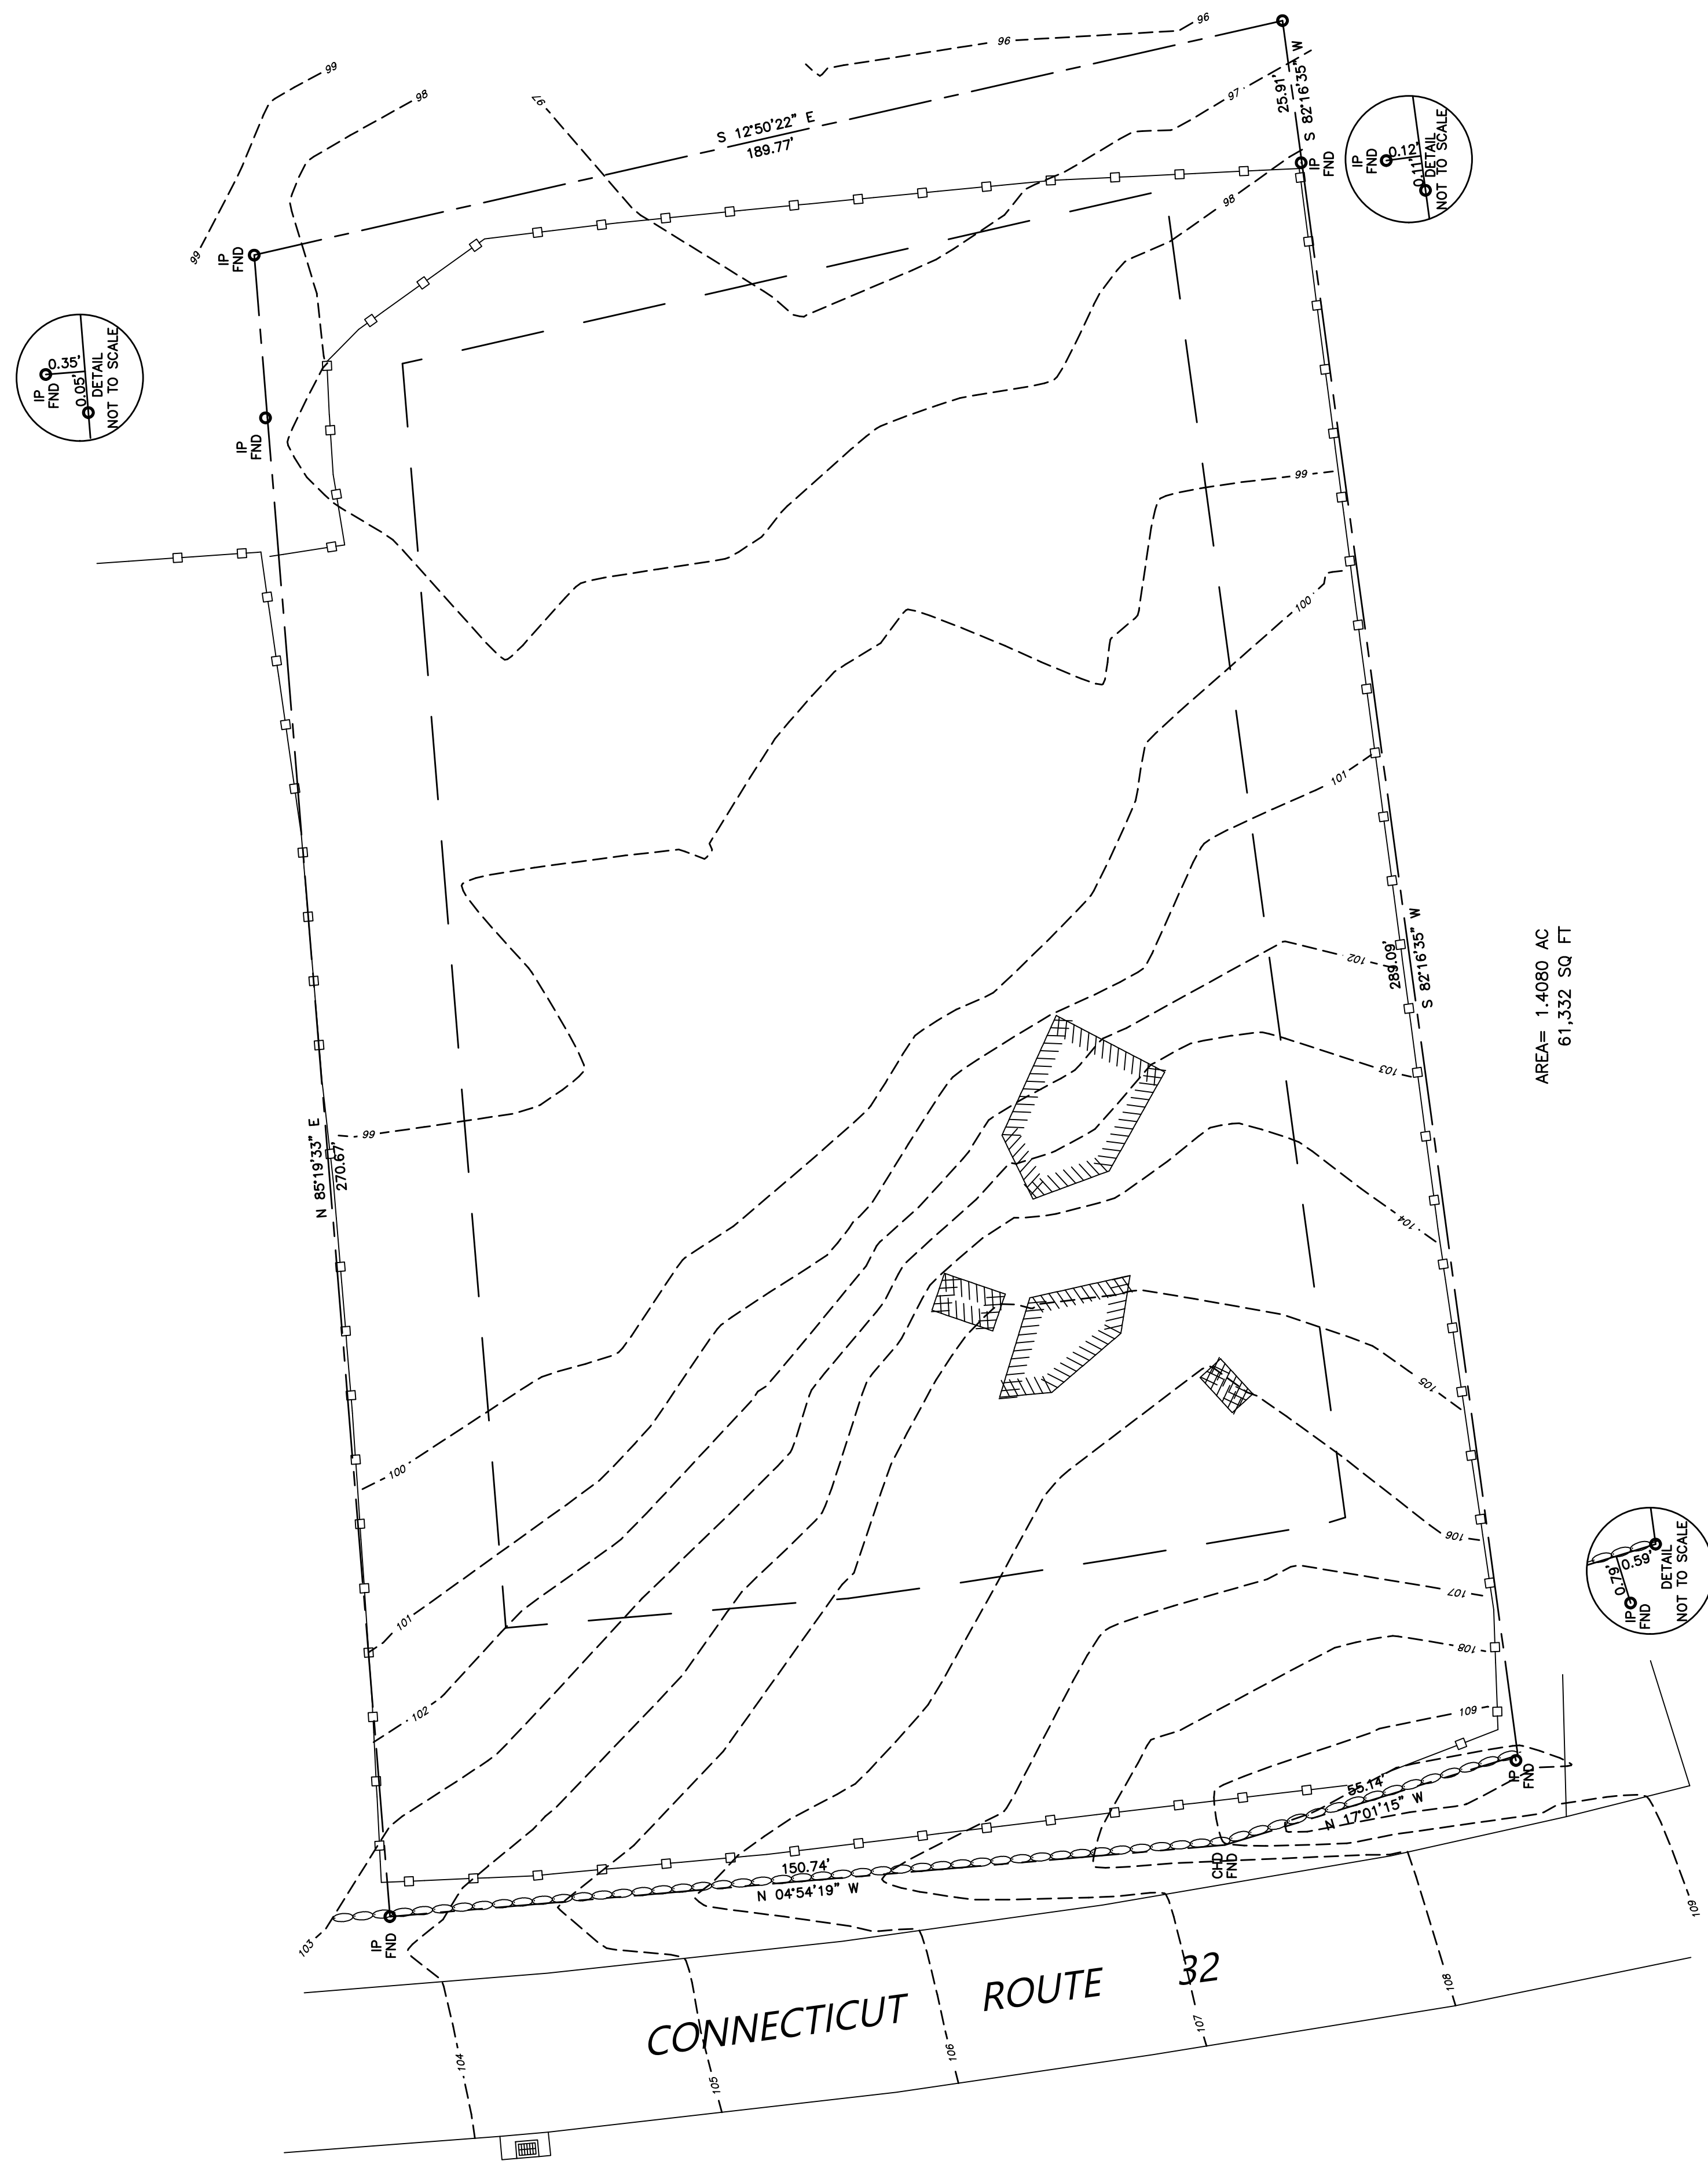 96
96
99
98
97
25.91'
S 82°16'35" W
97
S 12°50'22" E
189.77'
IP
FND
IP
FND
0.12'
0.11'
DETAIL
NOT TO SCALE
98
99
IP
FND
IP
FND
0.35'
0.05'
DETAIL
NOT TO SCALE
IP
FND
99
100
101
102
289.09'
S 82°16'35" W
AREA= 1.4080 AC
61,332 SQ FT
103
99
N 85°19'33" E
270.67'
104
105
100
106
107
IP
FND
0.79'
0.59'
DETAIL
NOT TO SCALE
101
108
102
109
IP
FND
55.14'
N 17°01'15" W
CHD
FND
150.74'
N 04°54'19" W
103
IP
FND
109
CONNECTICUT ROUTE 32
104
105
106
107
108